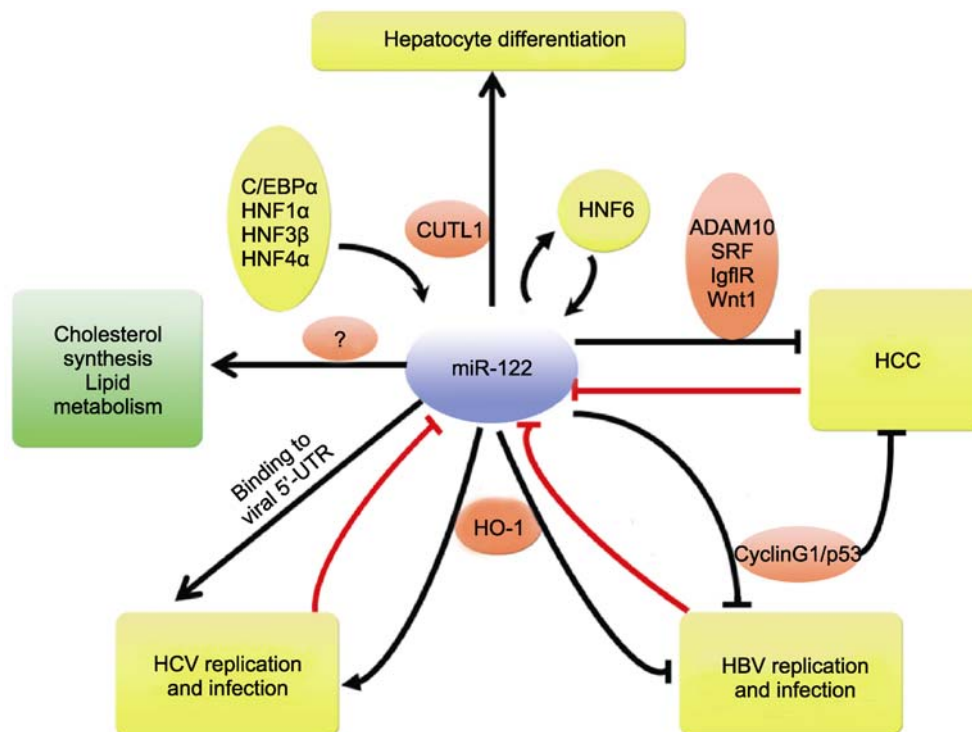 Hepatocyte differentiation
C/EBPα
HNF1α
HNF3β
HNF4α
CUTL1
HNF6
ADAM10
SRF
IgfIR
Wnt1
Cholesterol
synthesis
Lipid
metabolism
?
miR-122
HCC
Binding to
viral 5'-UTR
HO-1
CyclinG1/p53
HCV replication
and infection
HBV replication
and infection